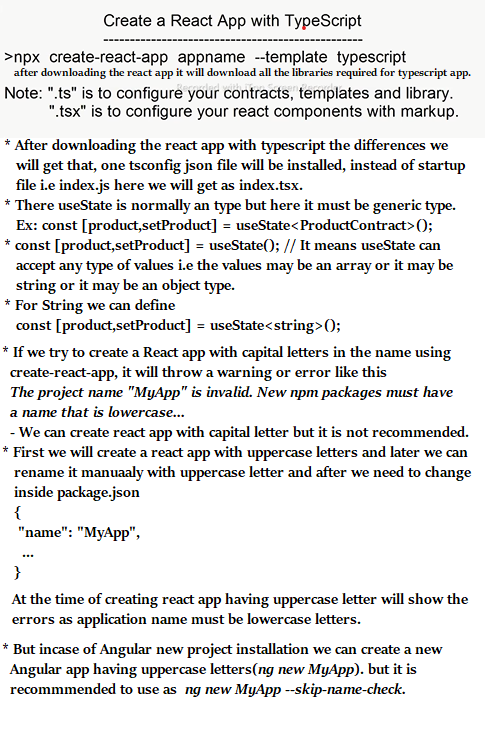 Create a React App with TypeScript
-------------------------------------------------
>npx create-react-app appname --template typescript
after downloading the react app it will download all the libraries required for typescript app.
Note: ".ts" is to configure your contracts, templates and library.
".tsx" is to configure your react components with markup.
* After downloading the react app with typescript the differences we
will get that, one tsconfig json file will be installed, instead of startup
file i.e index.js here we will get as index.tsx.
* There useState is normally an type but here it must be generic type.
Ex: const [product,setProduct] = useState<ProductContract>();
* const [product,setProduct] = useState(); // It means useState can
accept any type of values i.e the values may be an array or it may be
string or it may be an object type.
* For String we can define
const [product,setProduct] = useState<string>();
* If we try to create a React app with capital letters in the name using
create-react-app, it will throw a warning or error like this
The project name "MyApp" is invalid. New npm packages must have
a name that is lowercase...
- We can create react app with capital letter but it is not recommended.
* First we will create a react app with uppercase letters and later we can
rename it manuaaly with uppercase letter and after we need to change
inside package.json
{
"name": "MyApp",
...
}
At the time of creating react app having uppercase letter will show the
errors as application name must be lowercase letters.
* But incase of Angular new project installation we can create a new
Angular app having uppercase letters(ng new MyApp). but it is
recommmended to use as ng new MyApp --skip-name-check.